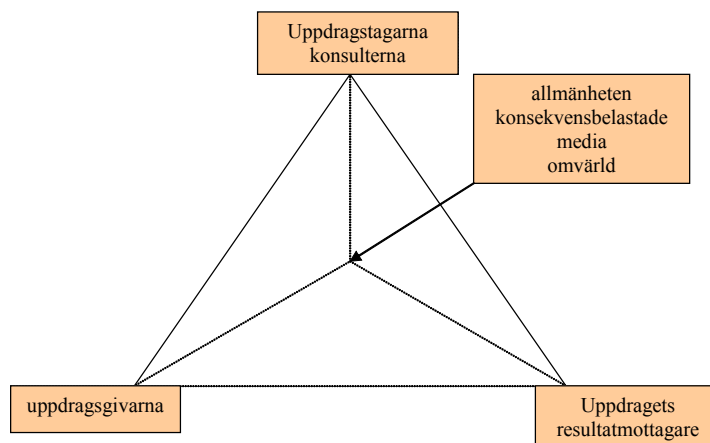 Uppdragstagarna
konsulterna
allmänheten
konsekvensbelastade
media
omvärld
uppdragsgivarna
Uppdragets
resultatmottagare